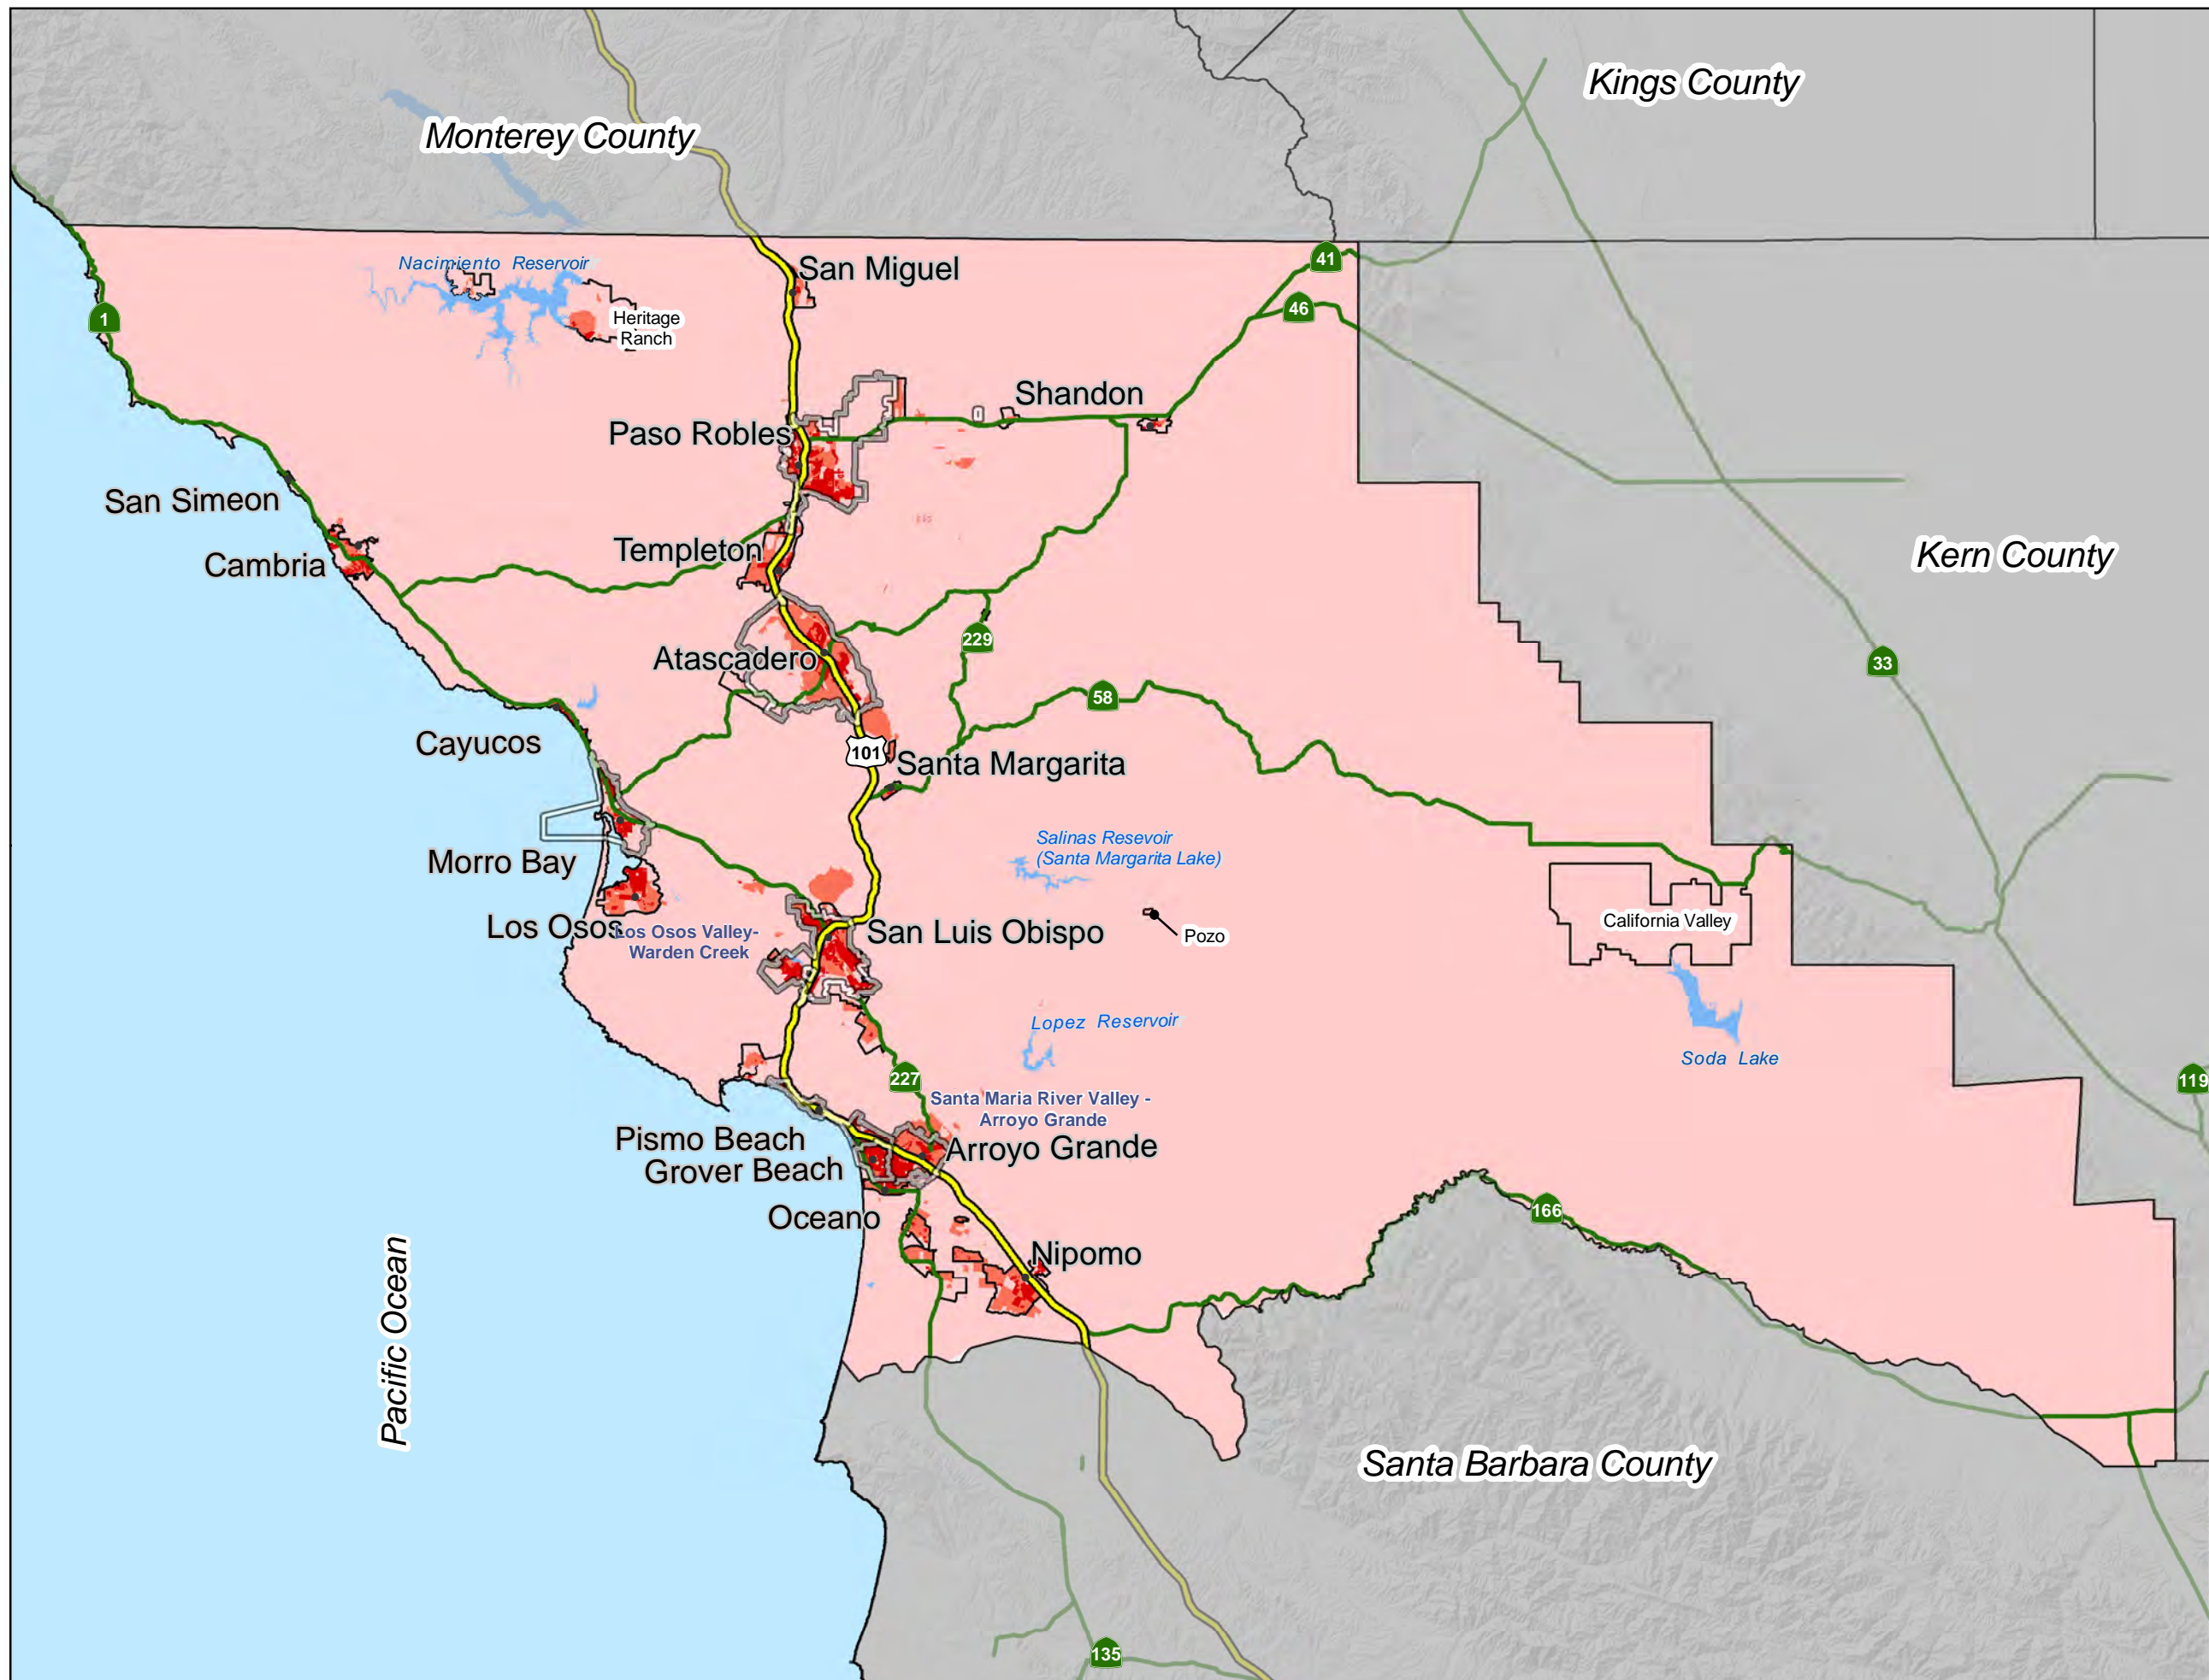 Kings County
Monterey County
41
Nacimiento Reservoir
San Miguel
46
1
Heritage
Ranch
Shandon
Paso Robles
San Simeon
Templeton
Kern County
Cambria
229
Atascadero
33
58
Cayucos
101
Santa Margarita
Salinas Resevoir
(Santa Margarita Lake)
Morro Bay
California Valley
Los Osos
Los Osos Valley-
Warden Creek
San Luis Obispo
Pozo
Lopez Reservoir
Soda Lake
227
119
Santa Maria River Valley -
Arroyo Grande
Pismo Beach
Arroyo Grande
Grover Beach
166
Oceano
Nipomo
Pacific Ocean
Santa Barbara County
135